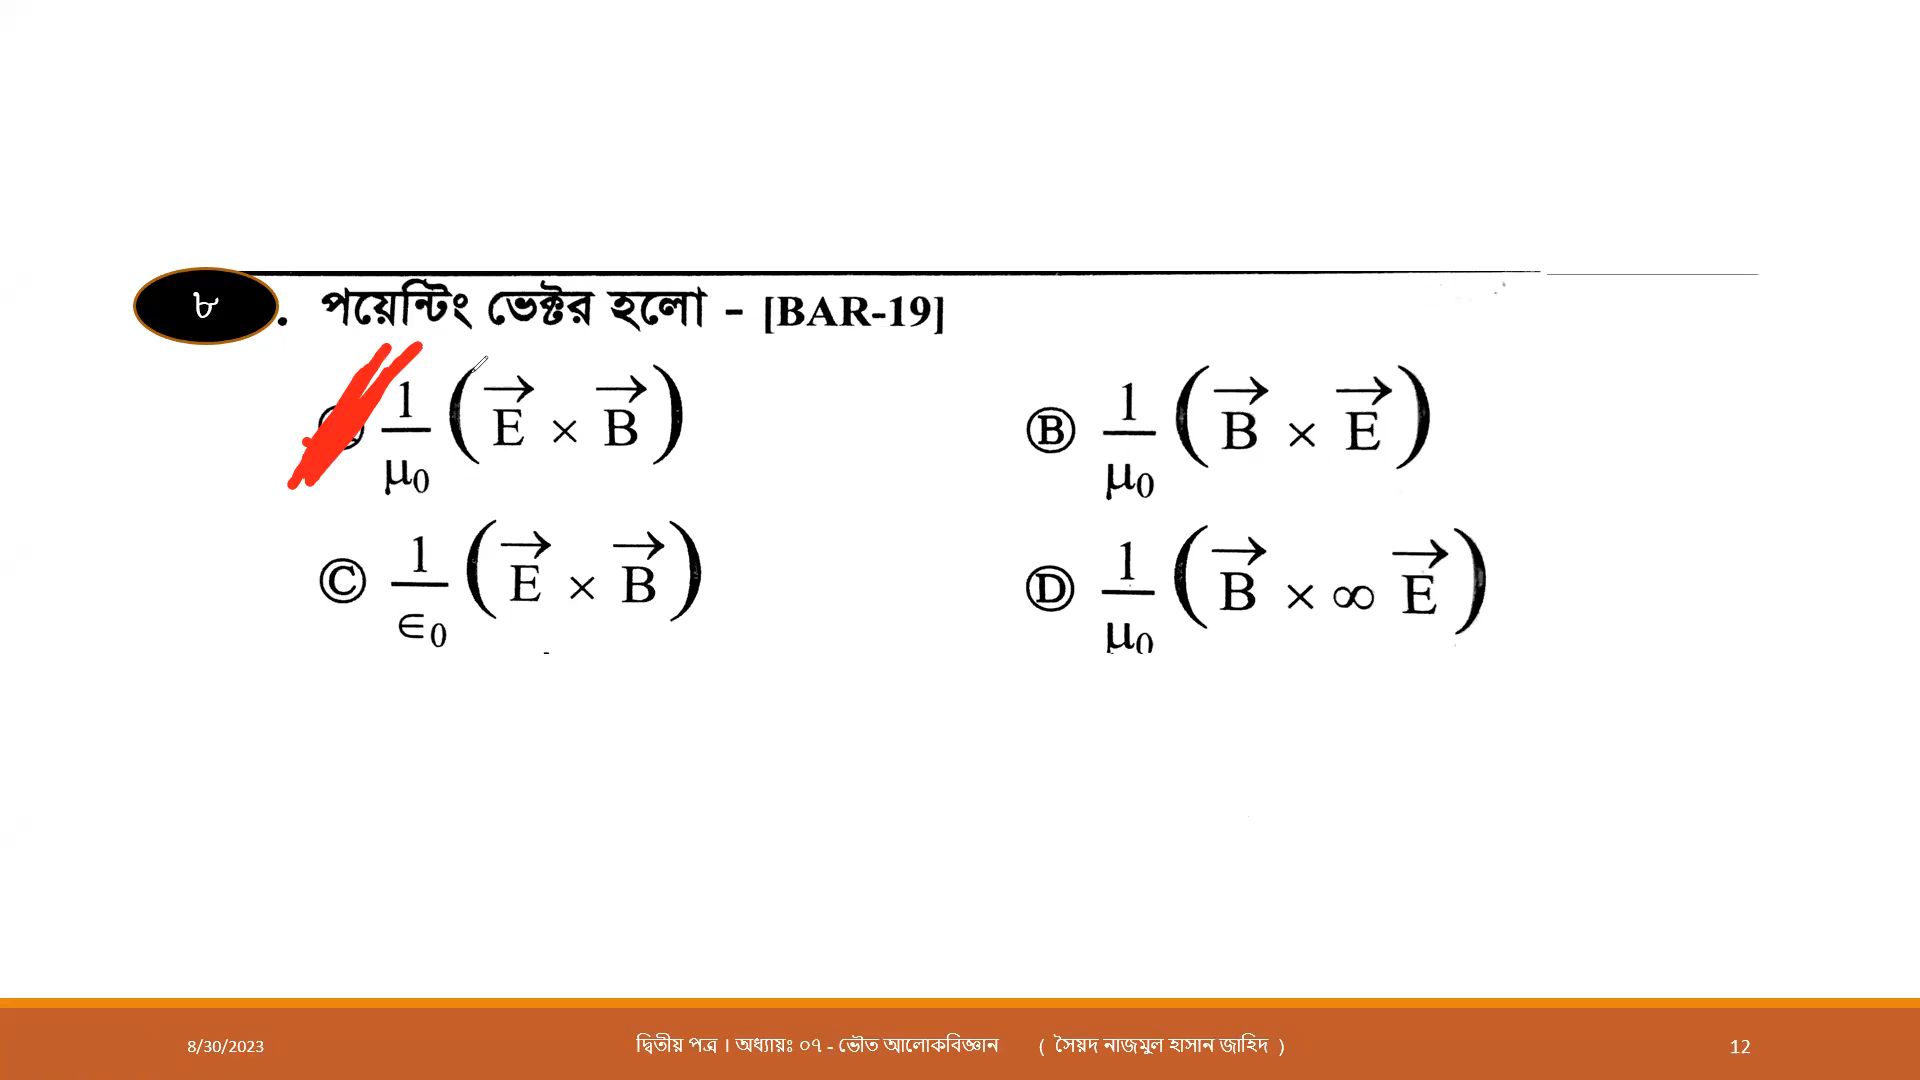 ৮. পয়েন্টিং ভেক্টর হলো - [BAR-19]
1/μ₀ (E⃗ × B⃗)
Ⓑ 1/μ₀ (B⃗ × E⃗)
Ⓒ 1/∈₀ (E⃗ × B⃗)
Ⓓ 1/μ₀ (B⃗ × ∞ E⃗)
8/30/2023 দ্বিতীয় পত্র । অধ্যায়ঃ ০৭ - ভৌত আলোকবিজ্ঞান ( সৈয়দ নাজমুল হাসান জাহিদ ) 12